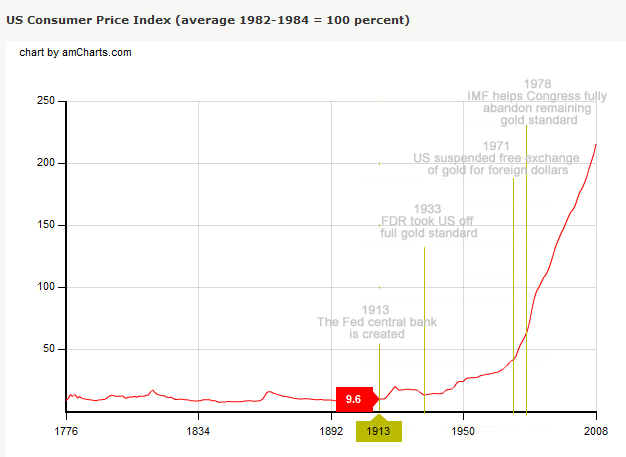 US Consumer Price Index (average 1982-1984 = 100 percent)
chart by amCharts.com
1978
IMF helps Congress fully
abandon remaining
gold standard
250
1971
US suspended free exchange
of gold for foreign dollars
200
1933
FDR took US off
full gold standard
150
100
1913
The Fed central bank
is created
50
9.6
1776
1834
1892
1913
1950
2008